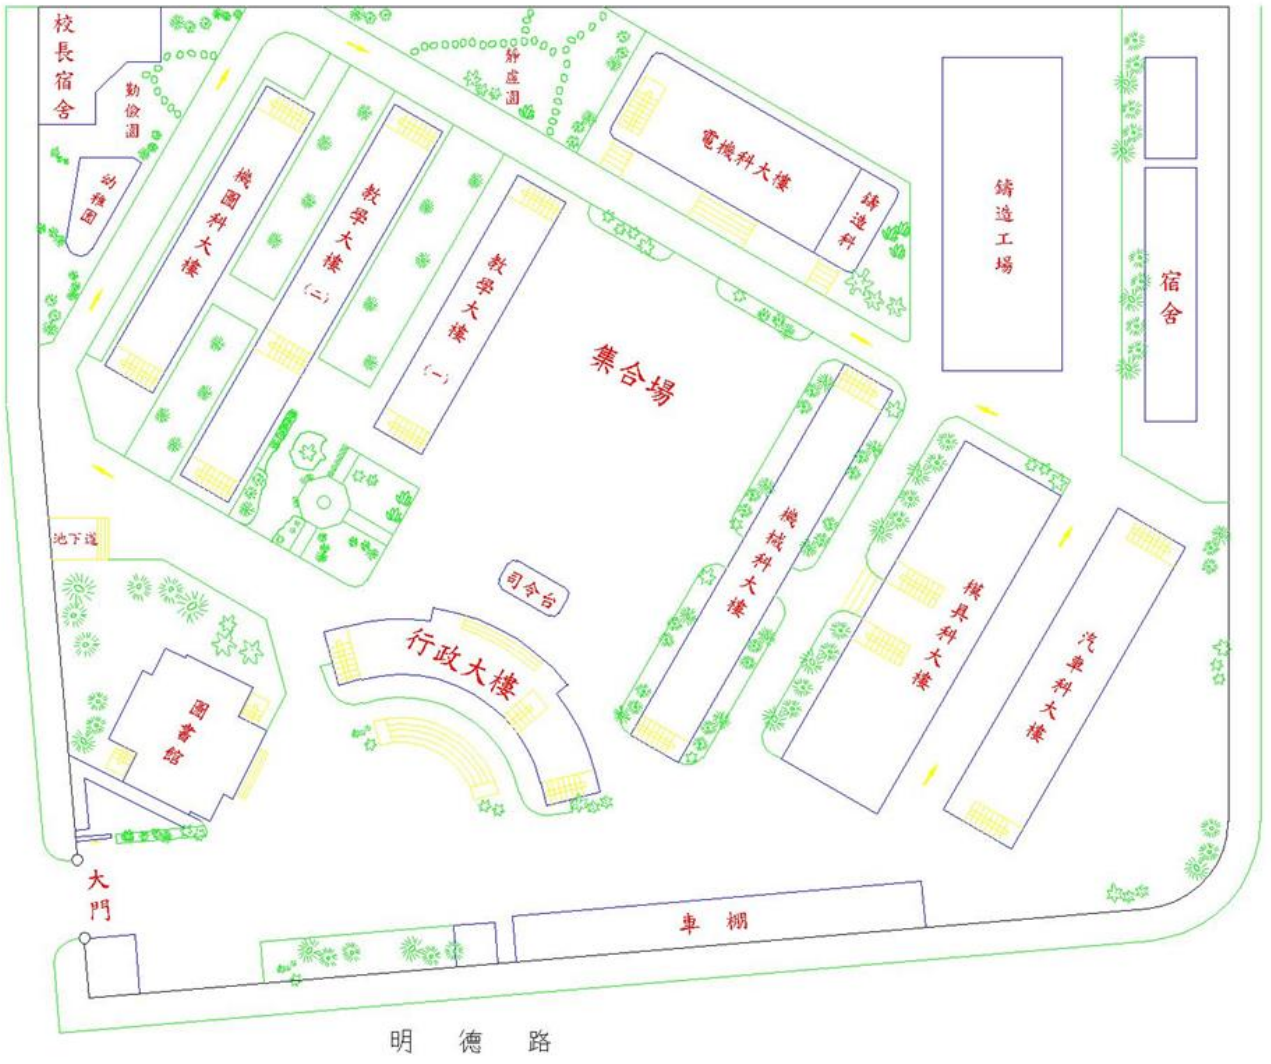 校長宿舍
勤儉園
靜虛園
幼稚園
機圖科大樓
教學大樓(二)
教學大樓(一)
電機科大樓
鑄造科
鑄造工場
宿舍
集合場
機械科大樓
模具科大樓
汽車科大樓
地下道
司令台
行政大樓
圖書館
大門
車棚
明德路